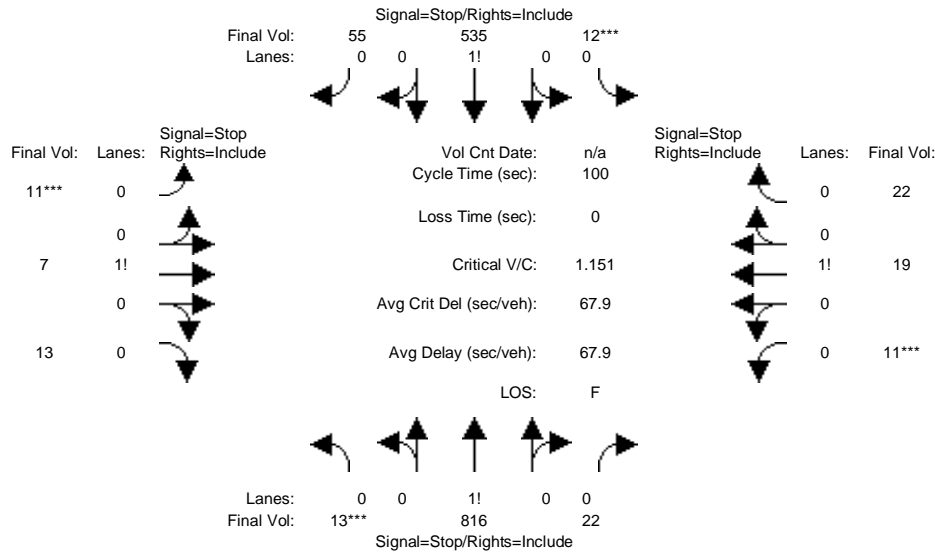 Signal=Stop/Rights=Include
Final Vol: 55 535 12***
Lanes: 0 0 1! 0 0
Signal=Stop
Final Vol: Lanes: Rights=Include
Vol Cnt Date: n/a
Cycle Time (sec): 100
Signal=Stop
Rights=Include Lanes: Final Vol:
11*** 0
0 22
Loss Time (sec): 0
0
0
7 1!
Critical V/C: 1.151
1! 19
0
Avg Crit Del (sec/veh): 67.9
0
13 0
Avg Delay (sec/veh): 67.9
0 11***
LOS: F
Lanes: 0 0 1! 0 0
Final Vol: 13*** 816 22
Signal=Stop/Rights=Include